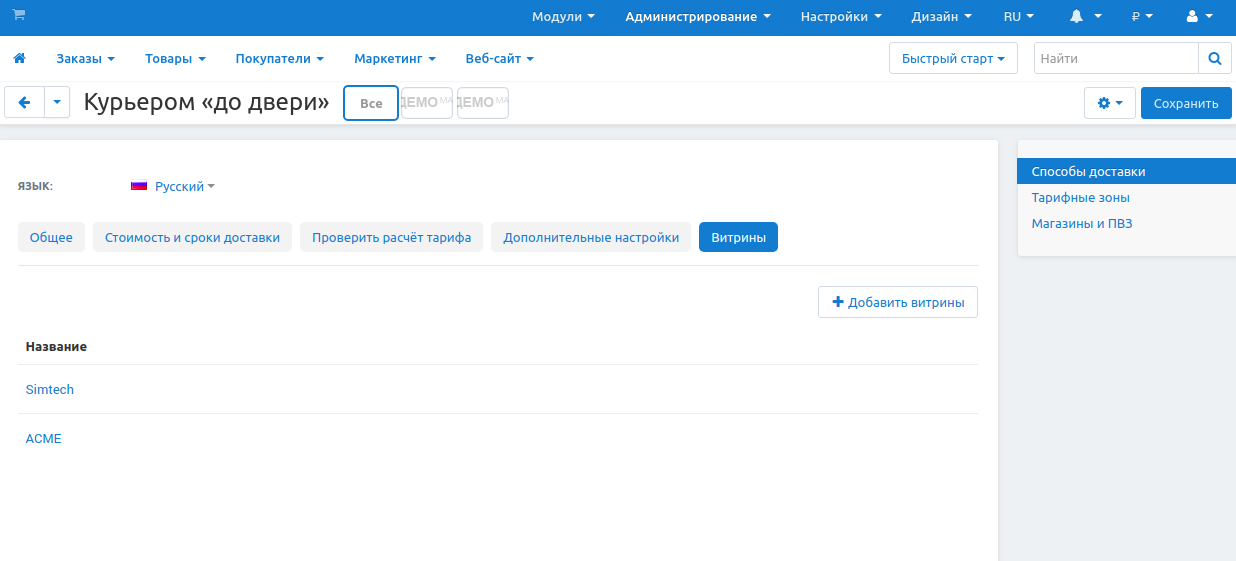 Модули Администрирование Настройки Дизайн RU ₽
Заказы Товары Покупатели Маркетинг Веб-сайт Быстрый старт Найти
Курьером «до двери» Все ДЕМО МА ДЕМО МА Сохранить
ЯЗЫК: Русский
Способы доставки
Тарифные зоны
Магазины и ПВЗ
Общее Стоимость и сроки доставки Проверить расчёт тарифа Дополнительные настройки Витрины
Добавить витрины
Название
Simtech
ACME